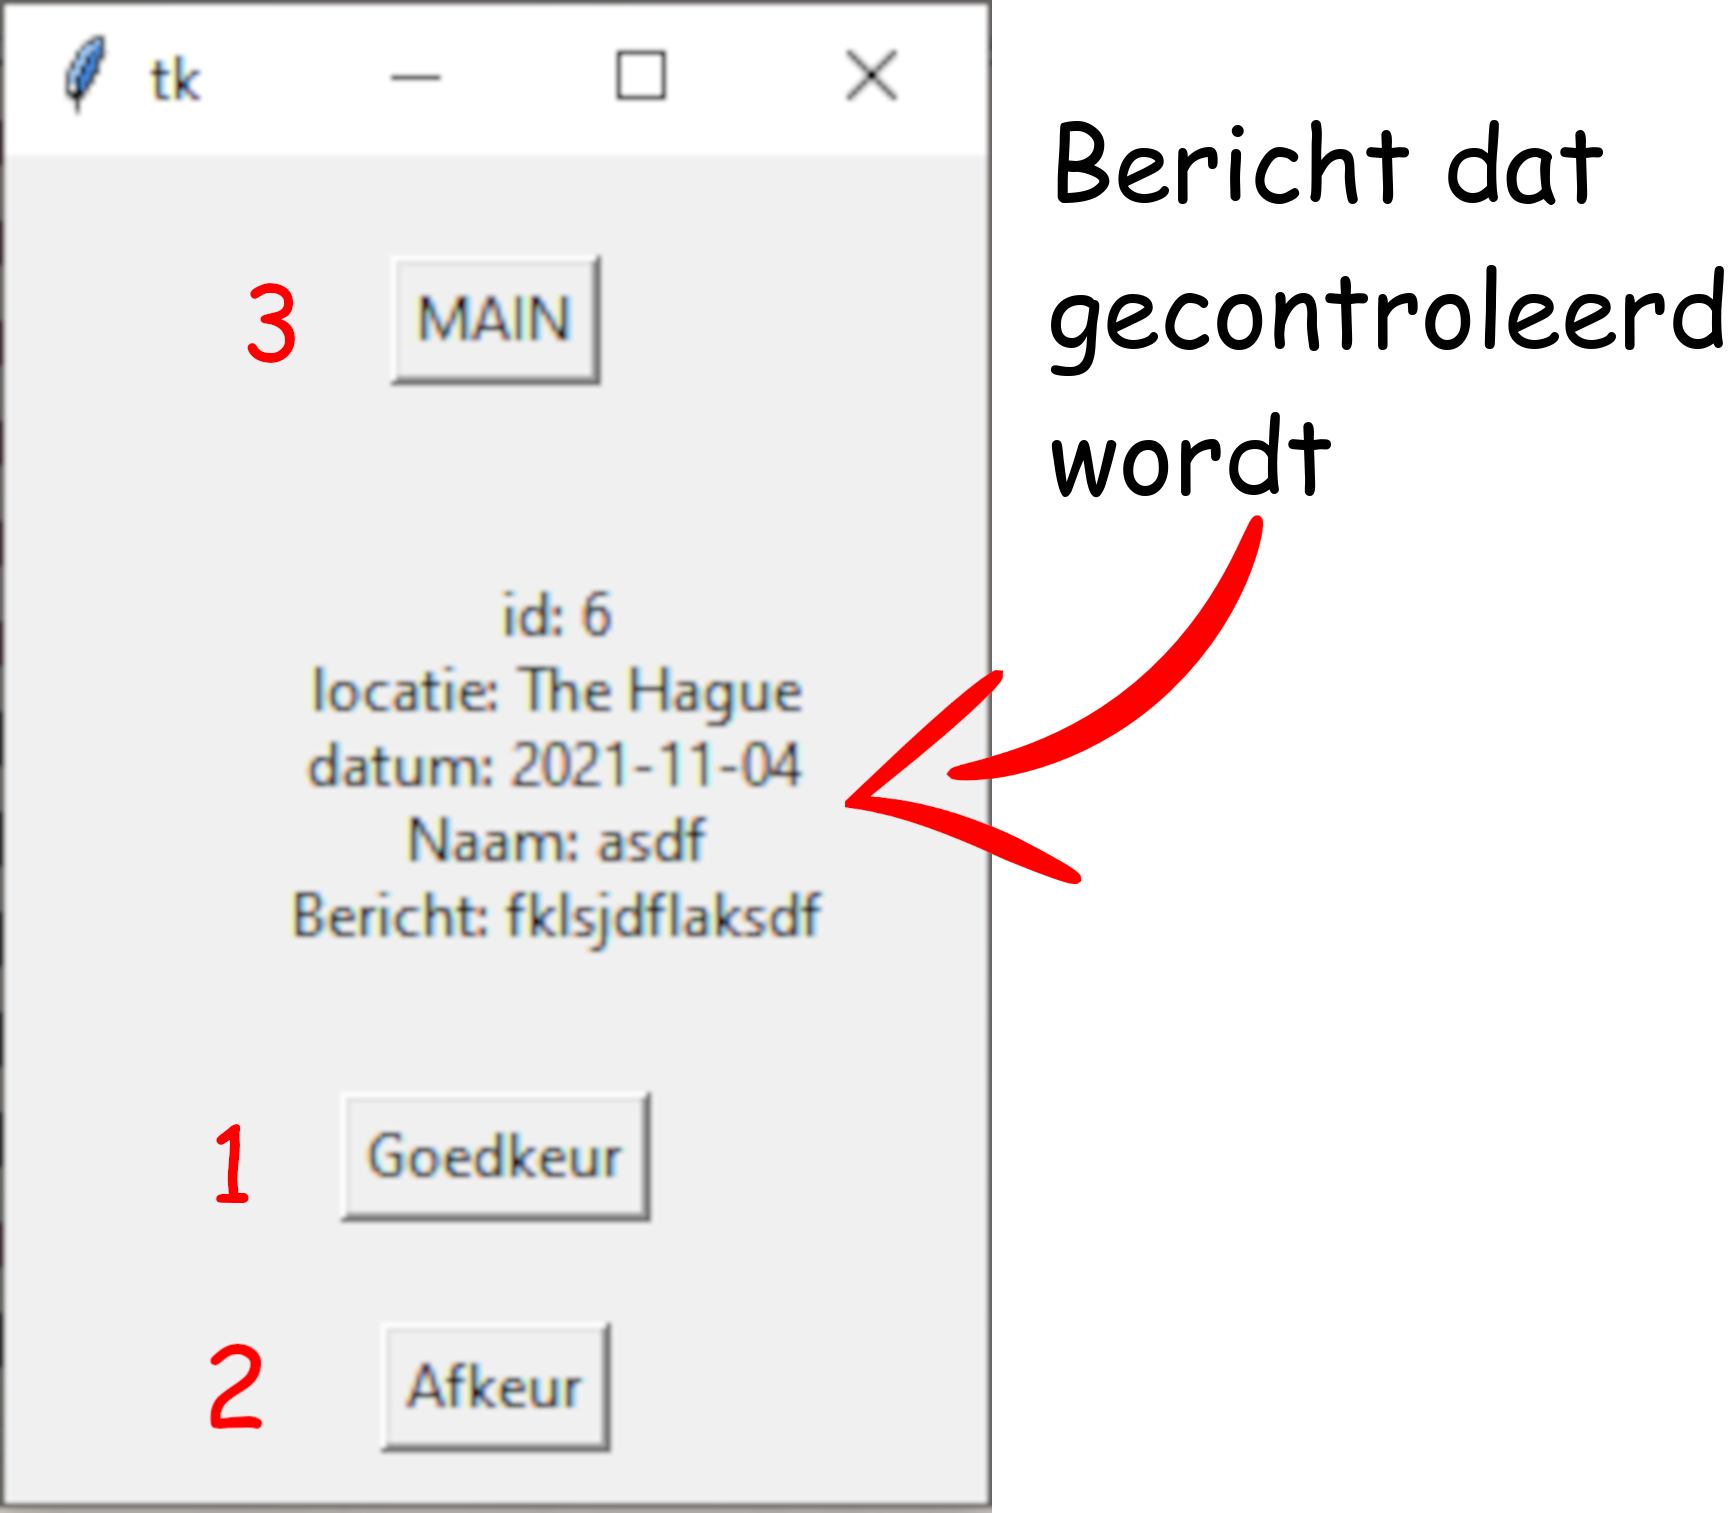 tk
Bericht dat
gecontroleerd
wordt
3 MAIN
id: 6
locatie: The Hague
datum: 2021-11-04
Naam: asdf
Bericht: fklsjdflaksdf
1 Goedkeur
2 Afkeur